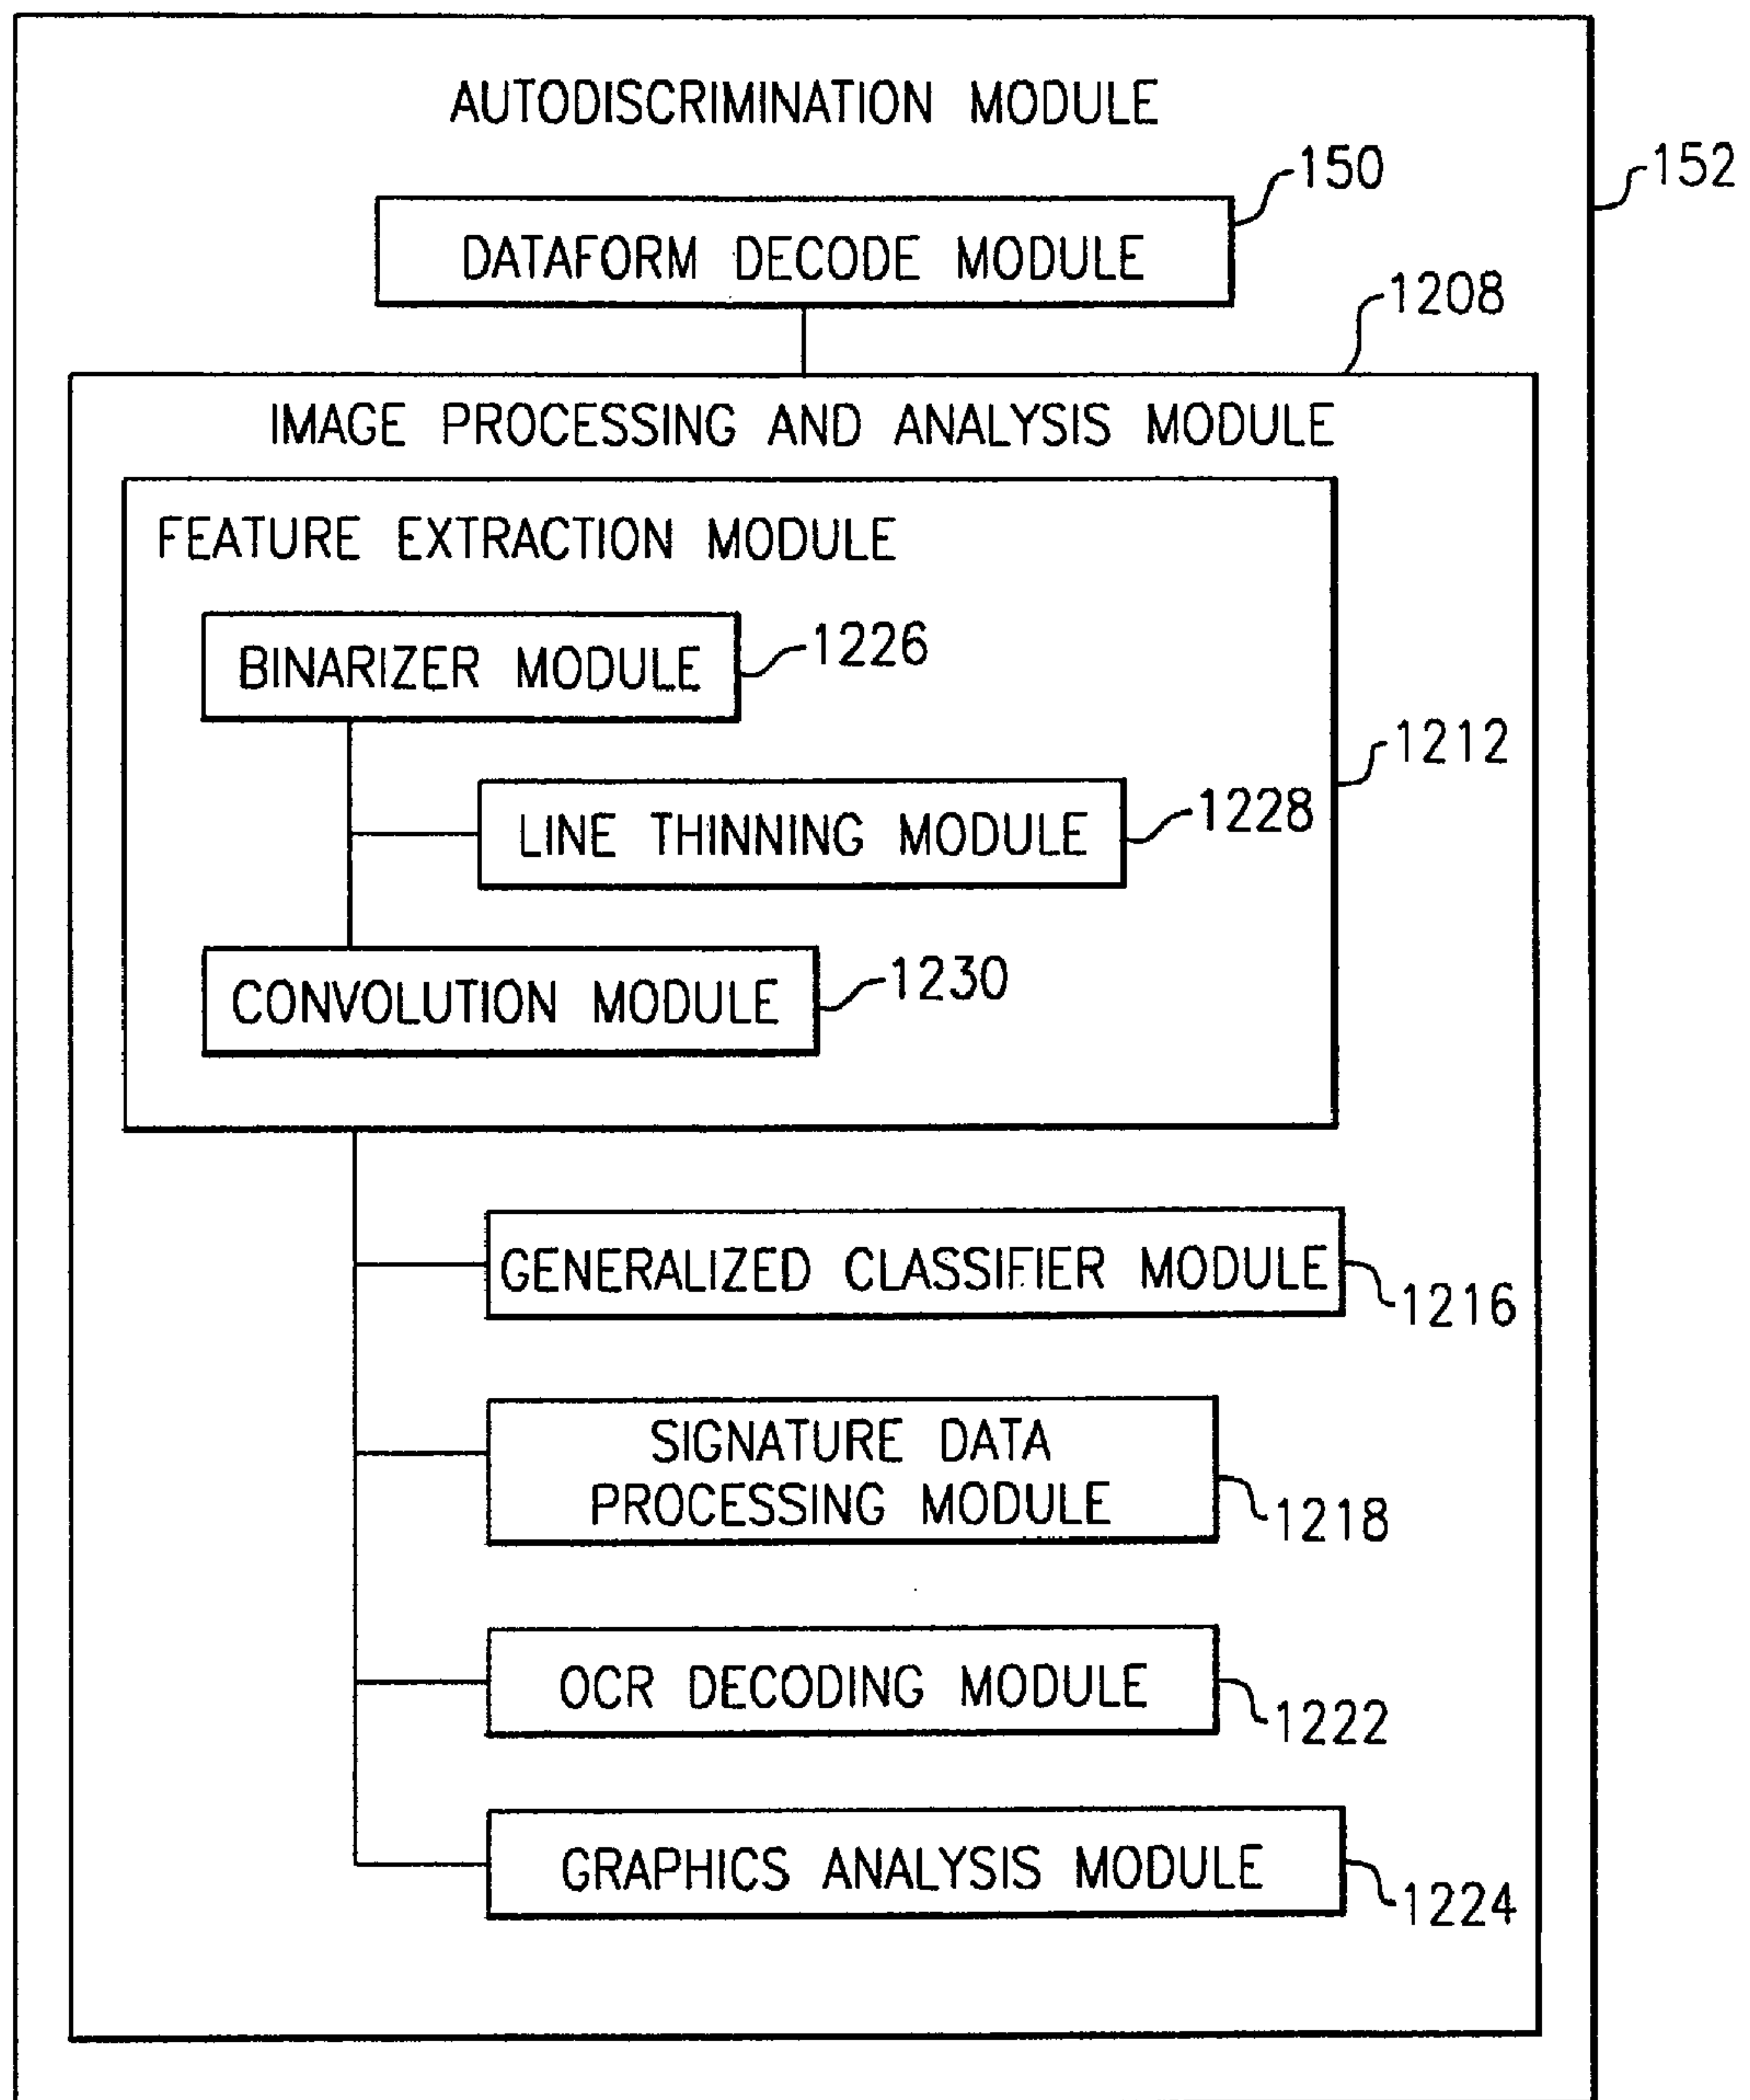 AUTODISCRIMINATION MODULE
150
152
DATAFORM DECODE MODULE
1208
IMAGE PROCESSING AND ANALYSIS MODULE
FEATURE EXTRACTION MODULE
BINARIZER MODULE
1226
1212
LINE THINNING MODULE
1228
CONVOLUTION MODULE
1230
GENERALIZED CLASSIFIER MODULE
1216
SIGNATURE DATA
PROCESSING MODULE
1218
OCR DECODING MODULE
1222
GRAPHICS ANALYSIS MODULE
1224